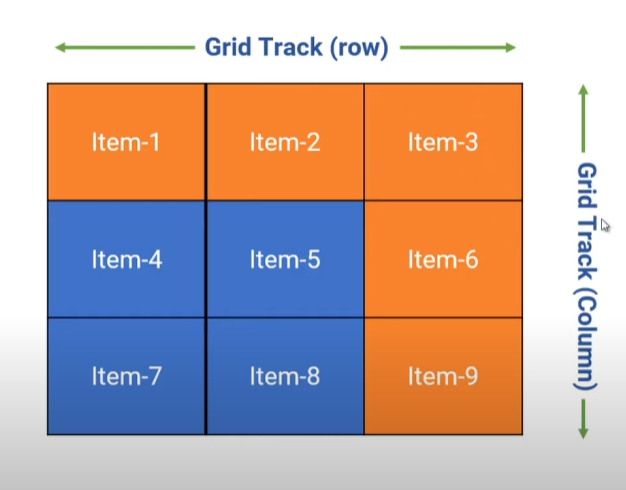 Grid Track (row)
Item-1
Item-2
Item-3
Item-4
Item-5
Item-6
Item-7
Item-8
Item-9
Grid Track (Column)